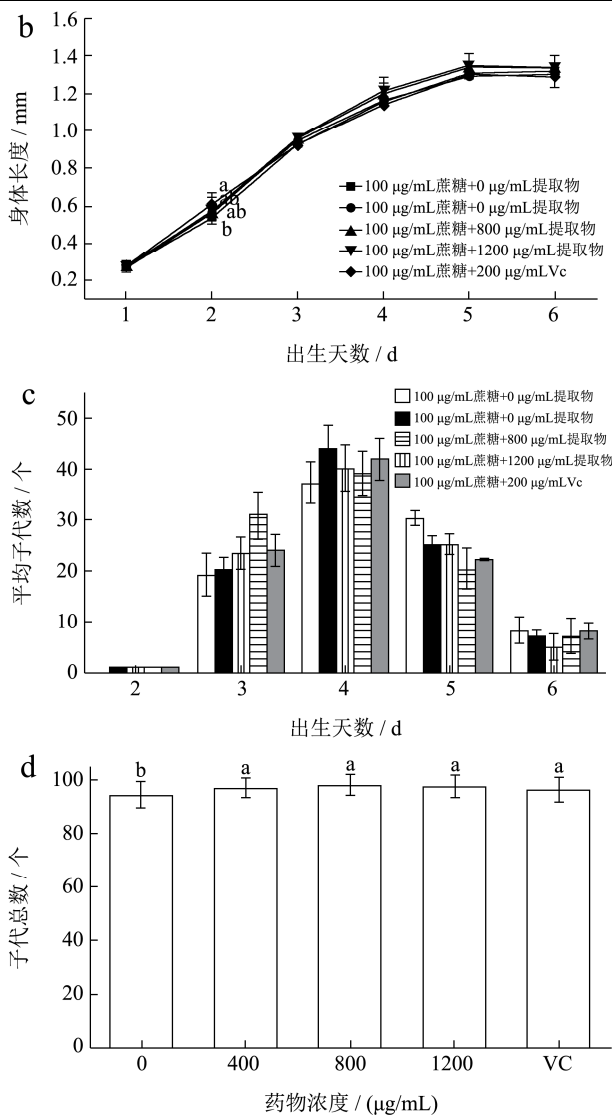 b
1.6
1.4
1.2
1.0
0.8
0.6
0.4
0.2
身体长度 / mm
a
ab
ab
b
100 μg/mL蔗糖+0 μg/mL提取物
100 μg/mL蔗糖+0 μg/mL提取物
100 μg/mL蔗糖+800 μg/mL提取物
100 μg/mL蔗糖+1200 μg/mL提取物
100 μg/mL蔗糖+200 μg/mLVc
1 2 3 4 5 6
出生天数 / d
c
50
40
30
20
10
0
平均子代数 / 个
100 μg/mL蔗糖+0 μg/mL提取物
100 μg/mL蔗糖+0 μg/mL提取物
100 μg/mL蔗糖+800 μg/mL提取物
100 μg/mL蔗糖+1200 μg/mL提取物
100 μg/mL蔗糖+200 μg/mLVc
2 3 4 5 6
出生天数 / d
d
100
80
60
40
20
0
子代总数 / 个
b a a a a
0 400 800 1200 VC
药物浓度 / (μg/mL)